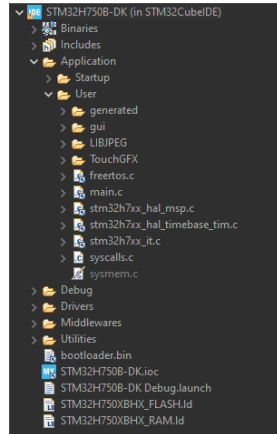 STM32H750B-DK (in STM32CubeIDE)
Binaries
Includes
Application
Startup
User
generated
gui
LIBJPEG
TouchGFX
freertos.c
main.c
stm32h7xx_hal_msp.c
stm32h7xx_hal_timebase_tim.c
stm32h7xx_it.c
syscalls.c
sysmem.c
Debug
Drivers
Middlewares
Utilities
bootloader.bin
STM32H750B-DK.ioc
STM32H750B-DK Debug.launch
STM32H750XBHX_FLASH.ld
STM32H750XBHX_RAM.ld